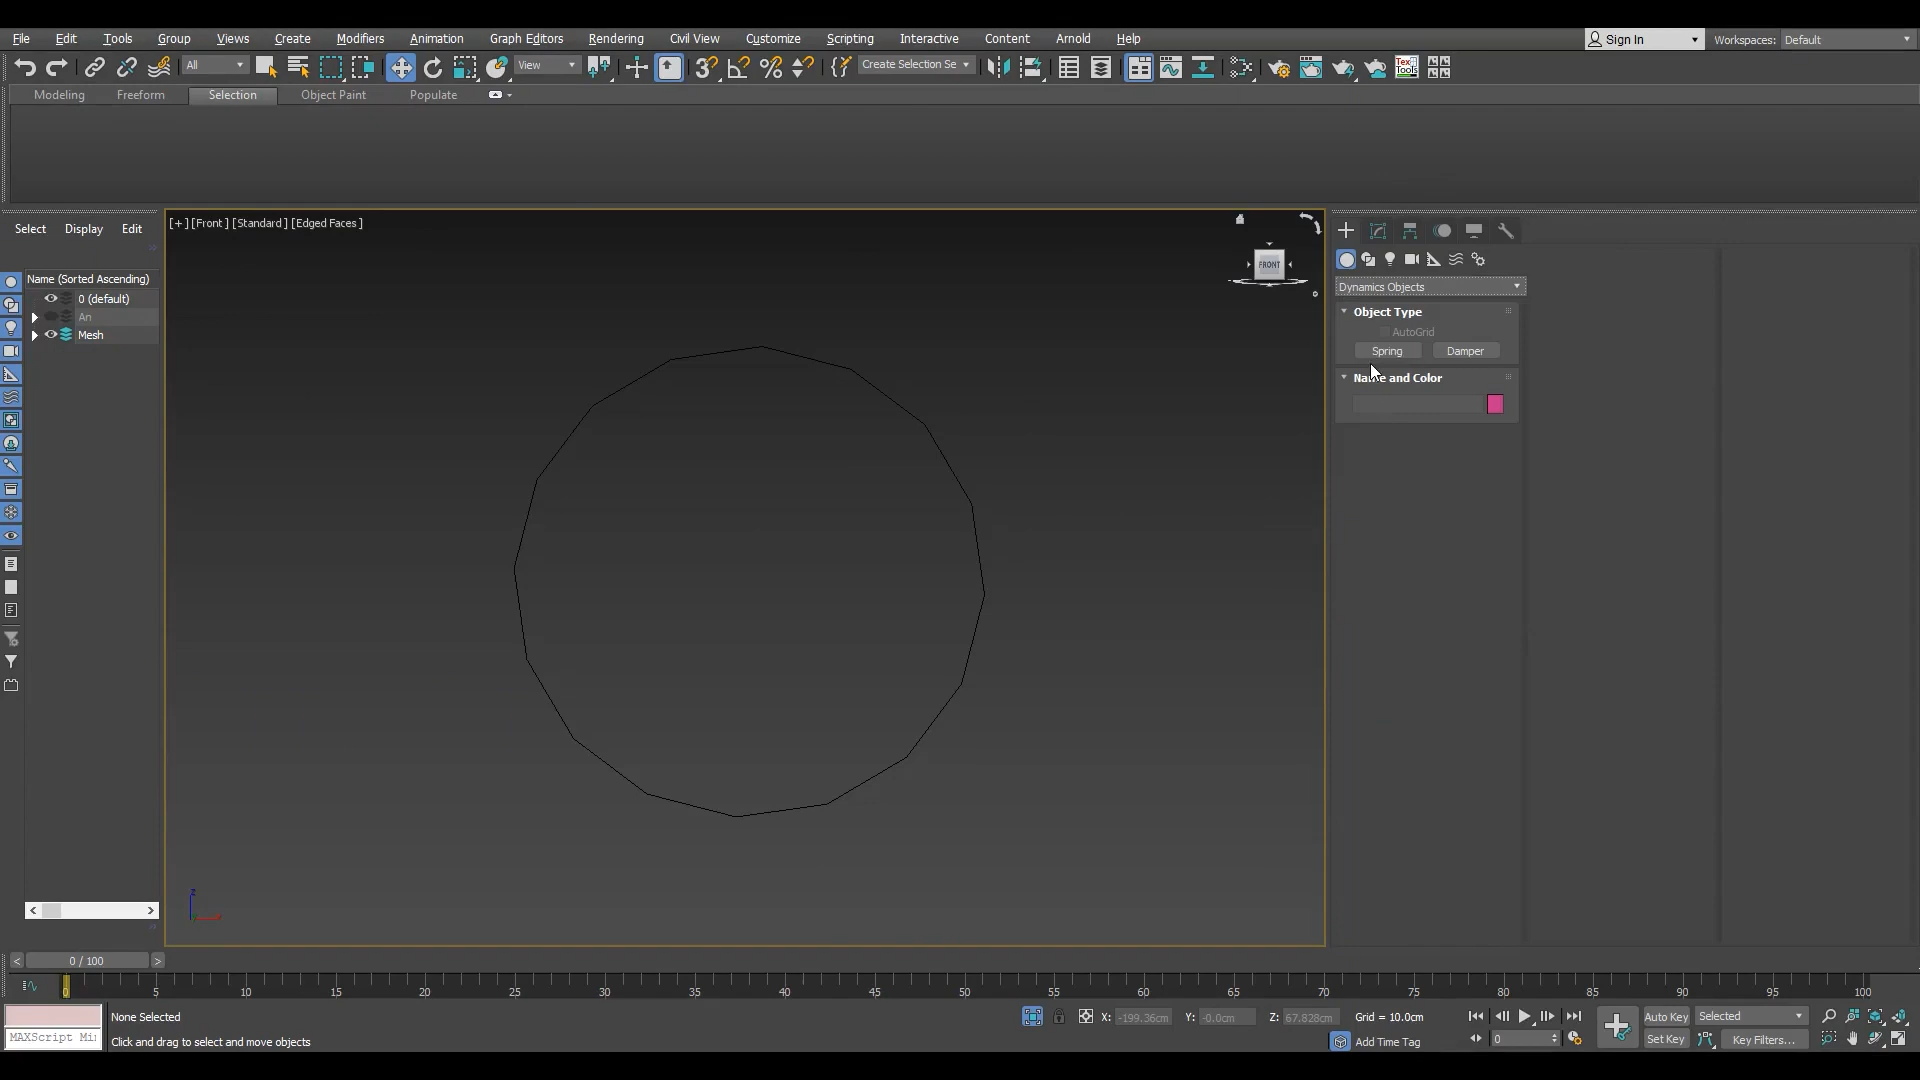 File Edit Tools Group Views Create Modifiers Animation Graph Editors Rendering Civil View Customize Scripting Interactive Content Arnold Help Sign In Workspaces: Default
All View Create Selection Se
Modeling Freeform Selection Object Paint Populate
[+] [Front] [Standard] [Edged Faces]
Select Display Edit
FRONT
Name (Sorted Ascending)
0 (default)
An
Mesh
Dynamics Objects
Object Type
AutoGrid
Spring Damper
Name and Color
z
0 / 100
0 5 10 15 20 25 30 35 40 45 50 55 60 65 70 75 80 85 90 95 100
None Selected
X: -199.36cm Y: -0.0cm Z: 67.828cm Grid = 10.0cm
Auto Key Selected
MAXScript Mi
Click and drag to select and move objects
Add Time Tag
0
Set Key Key Filters...